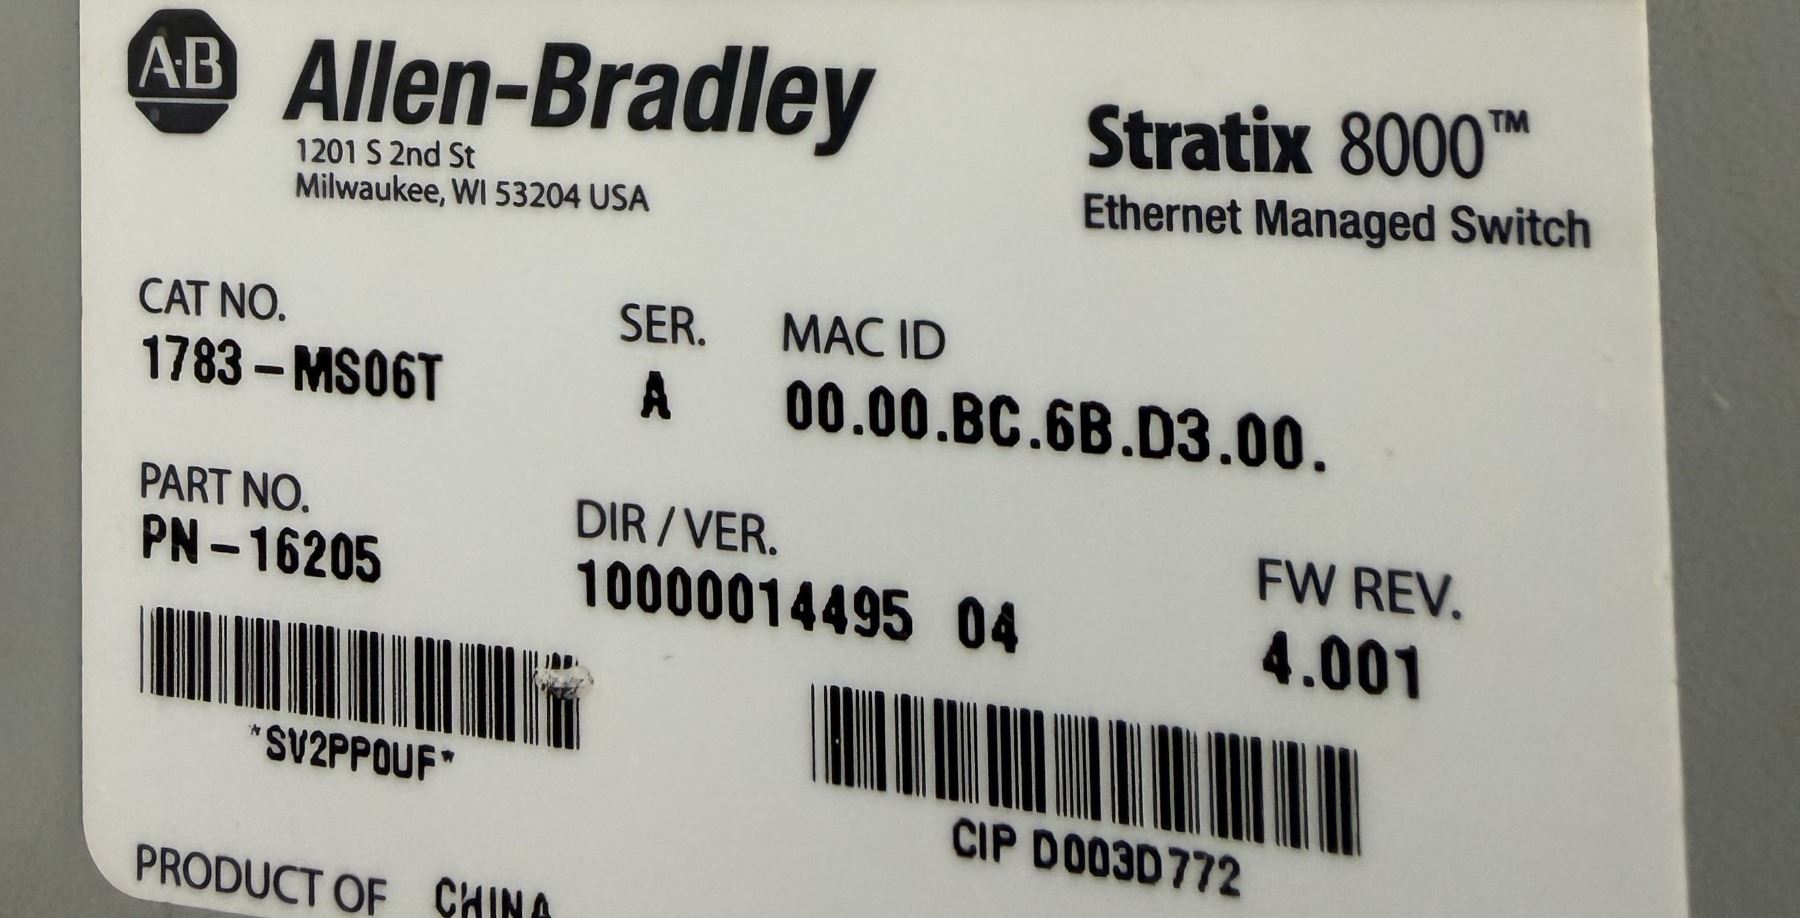 A·B
Allen-Bradley
1201 S 2nd St
Milwaukee, WI 53204 USA
Stratix 8000™
Ethernet Managed Switch
CAT NO.
1783-MS06T
SER.
A
MAC ID
00.00.BC.6B.D3.00.
PART NO.
PN-16205
DIR / VER.
10000014495 04
FW REV.
4.001
*SV2PP0UF*
CIP D003D772
PRODUCT OF CHINA